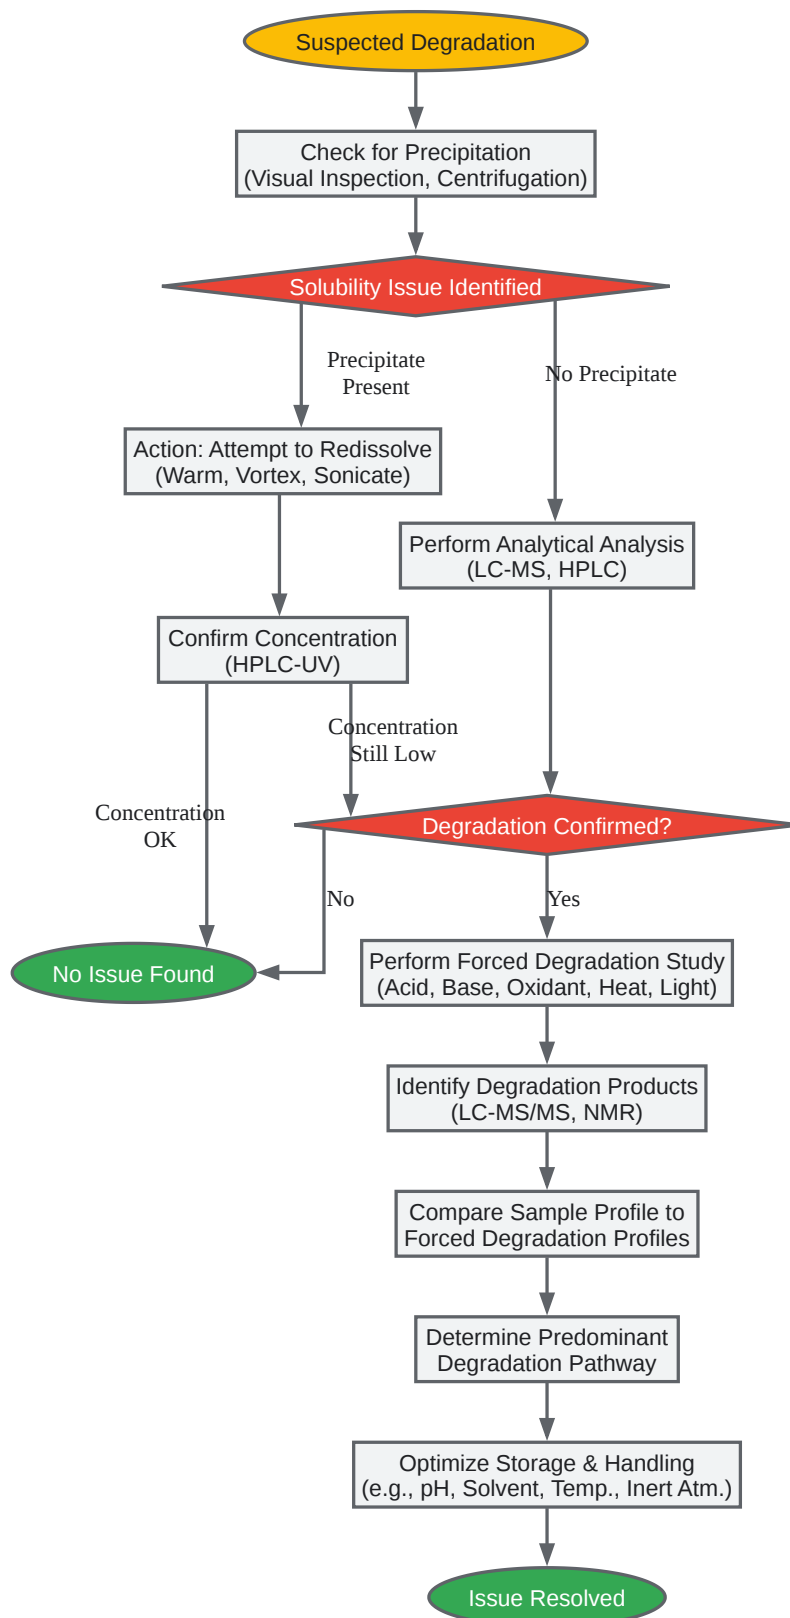 Suspected Degradation
Check for Precipitation
(Visual Inspection, Centrifugation)
Solubility Issue Identified
Precipitate
Present
No Precipitate
Action: Attempt to Redissolve
(Warm, Vortex, Sonicate)
Perform Analytical Analysis
(LC-MS, HPLC)
Confirm Concentration
(HPLC-UV)
Concentration
Still Low
Concentration
OK
Degradation Confirmed?
No
Yes
No Issue Found
Perform Forced Degradation Study
(Acid, Base, Oxidant, Heat, Light)
Identify Degradation Products
(LC-MS/MS, NMR)
Compare Sample Profile to
Forced Degradation Profiles
Determine Predominant
Degradation Pathway
Optimize Storage & Handling
(e.g., pH, Solvent, Temp., Inert Atm.)
Issue Resolved